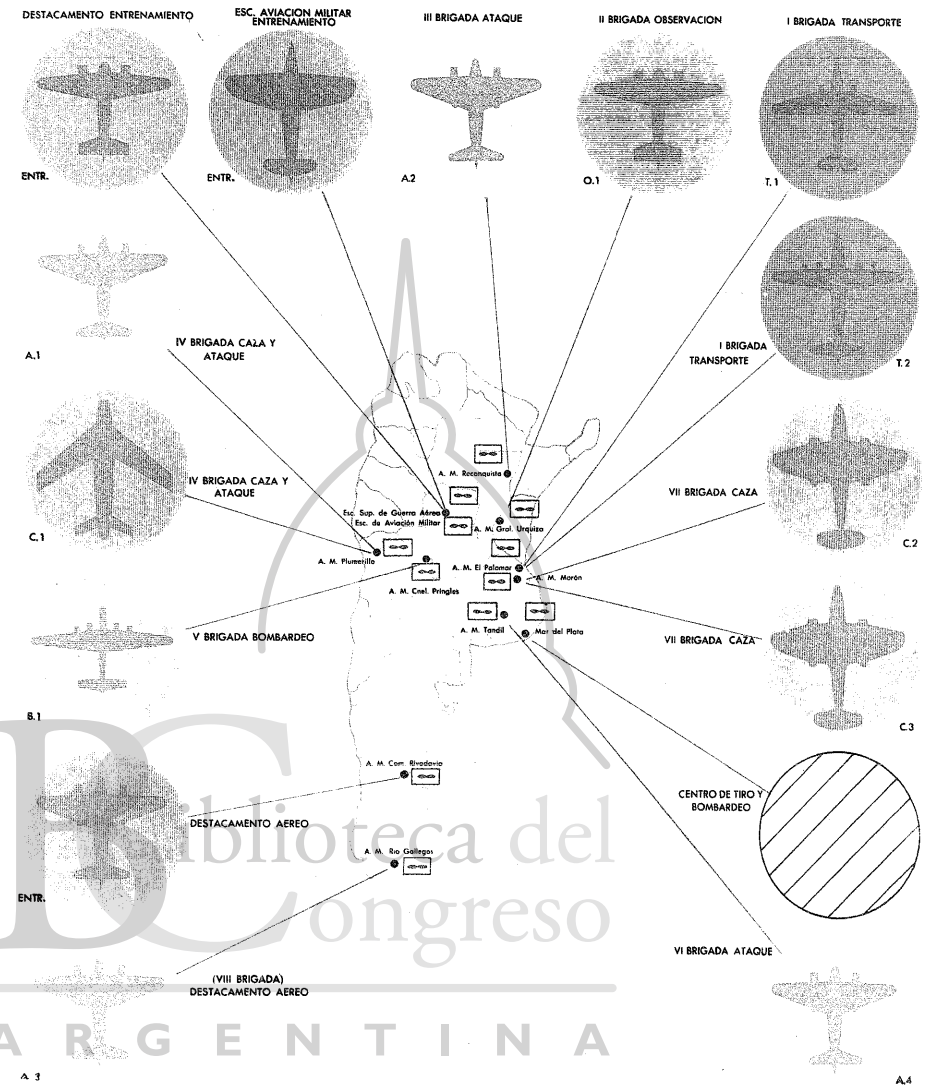 DESTACAMENTO ENTRENAMIENTO
ESC. AVIACION MILITAR
ENTRENAMIENTO
III BRIGADA ATAQUE
II BRIGADA OBSERVACION
I BRIGADA TRANSPORTE
ENTR.
ENTR.
A.2
O.1
T.1
A.1
IV BRIGADA CAZA Y
ATAQUE
I BRIGADA
TRANSPORTE
T.2
C.1
IV BRIGADA CAZA Y
ATAQUE
VII BRIGADA CAZA
C.2
A. M. Reconquista
Esc. Sup. de Guerra Aérea
Esc. de Aviación Militar
A. M. Gral. Urquiza
A. M. Plumerillo
A. M. El Palomar
A. M. Morón
A. M. Cnel. Pringles
A. M. Tandil
Mar del Plata
V BRIGADA BOMBARDEO
VII BRIGADA CAZA
B.1
C.3
A. M. Com. Rivadavia
CENTRO DE TIRO Y
BOMBARDEO
DESTACAMENTO AEREO
A. M. Rio Gallegos
ENTR.
VI BRIGADA ATAQUE
(VIII BRIGADA)
DESTACAMENTO AEREO
A 3
A.4
Biblioteca del
Congreso
ARGENTINA